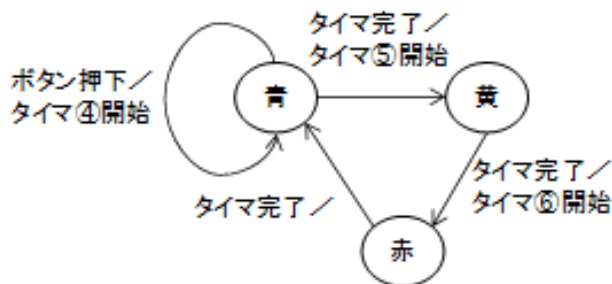 タイマ完了／
タイマ⑤開始
ボタン押下／
タイマ④開始
青
黄
タイマ完了／
タイマ⑥開始
タイマ完了／
赤